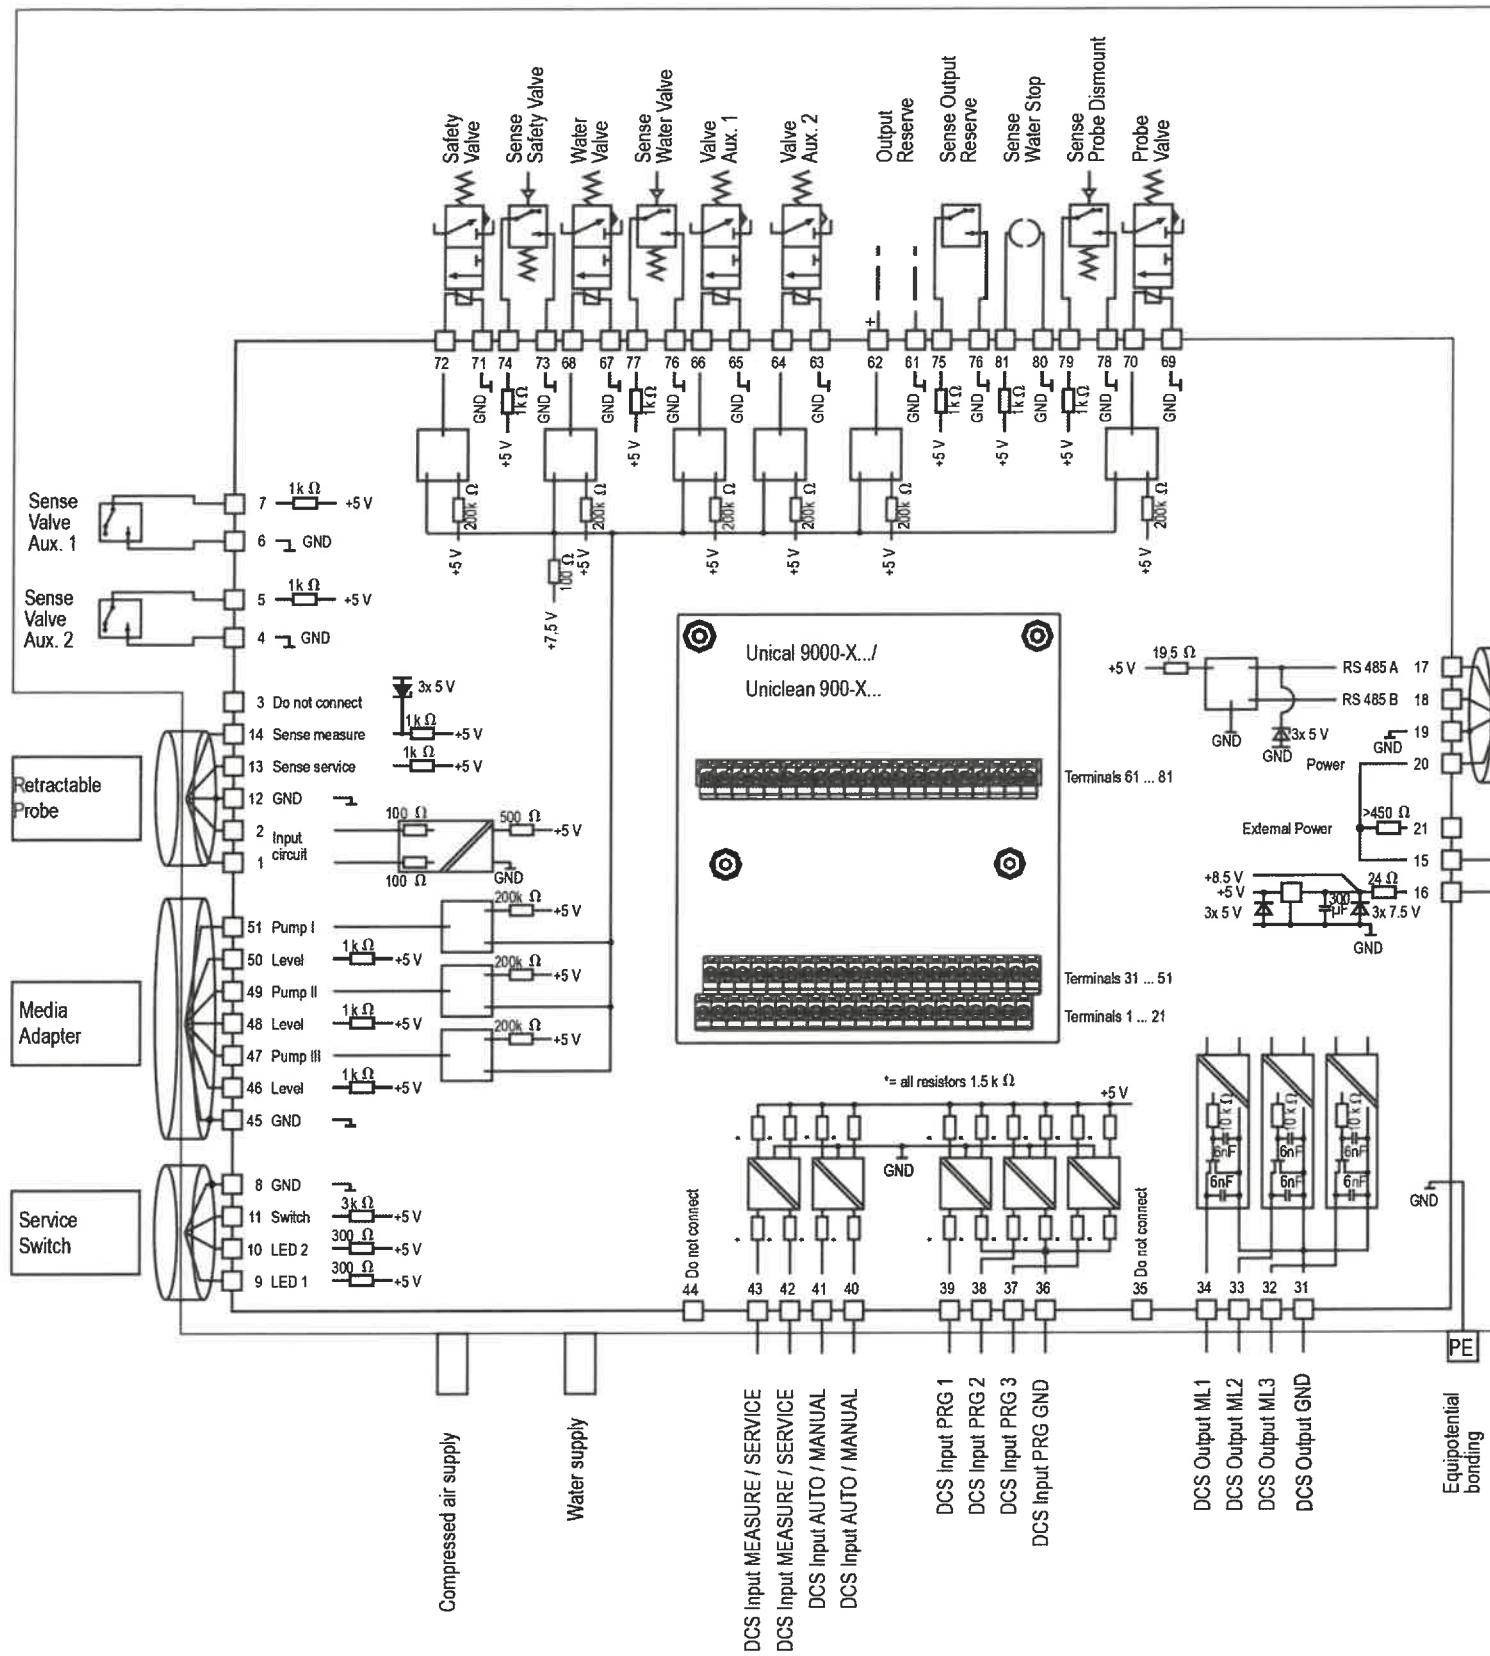 Safety
Valve
Sense
Safety Valve
Water
Valve
Sense
Water Valve
Valve
Aux. 1
Valve
Aux. 2
Output
Reserve
Sense Output
Reserve
Sense
Water Stop
Sense
Probe Dismount
Probe
Valve
+
72
71
74
73
68
67
77
76
66
65
64
63
62
61
75
76
81
80
79
78
70
69
GND
1k Ω
GND
GND
1k Ω
GND
GND
GND
GND
1k Ω
GND
1k Ω
GND
1k Ω
GND
GND
+5 V
+5 V
+5 V
+5 V
+5 V
200k Ω
200k Ω
200k Ω
200k Ω
200k Ω
200k Ω
+5 V
+5 V
+5 V
+5 V
+5 V
+5 V
100 Ω
+7,5 V
Sense
Valve
Aux. 1
7
1k Ω
+5 V
6
GND
Sense
Valve
Aux. 2
5
1k Ω
+5 V
4
GND
3 Do not connect
3x 5 V
14 Sense measure
1k Ω
+5 V
13 Sense service
1k Ω
+5 V
Retractable
Probe
12 GND
2 Input
circuit
1
100 Ω
100 Ω
500 Ω
+5 V
GND
Media
Adapter
51 Pump I
200k Ω
+5 V
50 Level
1k Ω
+5 V
49 Pump II
200k Ω
+5 V
48 Level
1k Ω
+5 V
47 Pump III
200k Ω
+5 V
46 Level
1k Ω
+5 V
45 GND
Service
Switch
8 GND
11 Switch
3k Ω
+5 V
10 LED 2
300 Ω
+5 V
9 LED 1
300 Ω
+5 V
Unical 9000-X.../
Uniclean 900-X...
Terminals 61 ... 81
Terminals 31 ... 51
Terminals 1 ... 21
+5 V
19,5 Ω
RS 485 A
17
RS 485 B
18
GND
3x 5 V
GND
GND
19
Power
20
>450 Ω
External Power
21
15
+8.5 V
+5 V
3x 5 V
300
µF
24 Ω
3x 7.5 V
16
GND
*= all resistors 1.5 k Ω
+5 V
GND
* * * * * * * * * *
* * * * * * * * *
10 kΩ
10 kΩ
10 kΩ
6nF
6nF
6nF
6nF
6nF
6nF
GND
Do not connect
Do not connect
44
43
42
41
40
39
38
37
36
35
34
33
32
31
PE
Compressed air supply
Water supply
DCS Input MEASURE / SERVICE
DCS Input MEASURE / SERVICE
DCS Input AUTO / MANUAL
DCS Input AUTO / MANUAL
DCS Input PRG 1
DCS Input PRG 2
DCS Input PRG 3
DCS Input PRG GND
DCS Output ML1
DCS Output ML2
DCS Output ML3
DCS Output GND
Equipotential
bonding